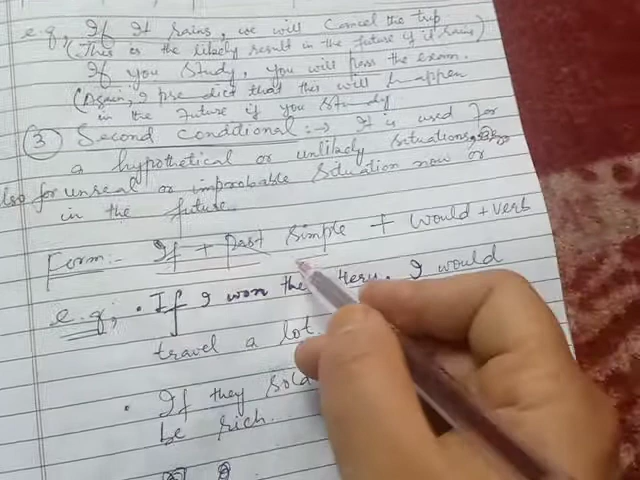 e.g, If It rains, we will cancel the trip
(This is the likely result in the future if it rains)
If you study, you will pass the exam.
(Again, I predict that this will happen
in the future if you study
3 Second Conditional :→ It is used for
a hypothetical or unlikely situations,
also for unreal or improbable situation now or
in the future.
Form:- If + past simple + would + verb
e.g; • If I won the I would
travel a lot
• If they sold
be rich.